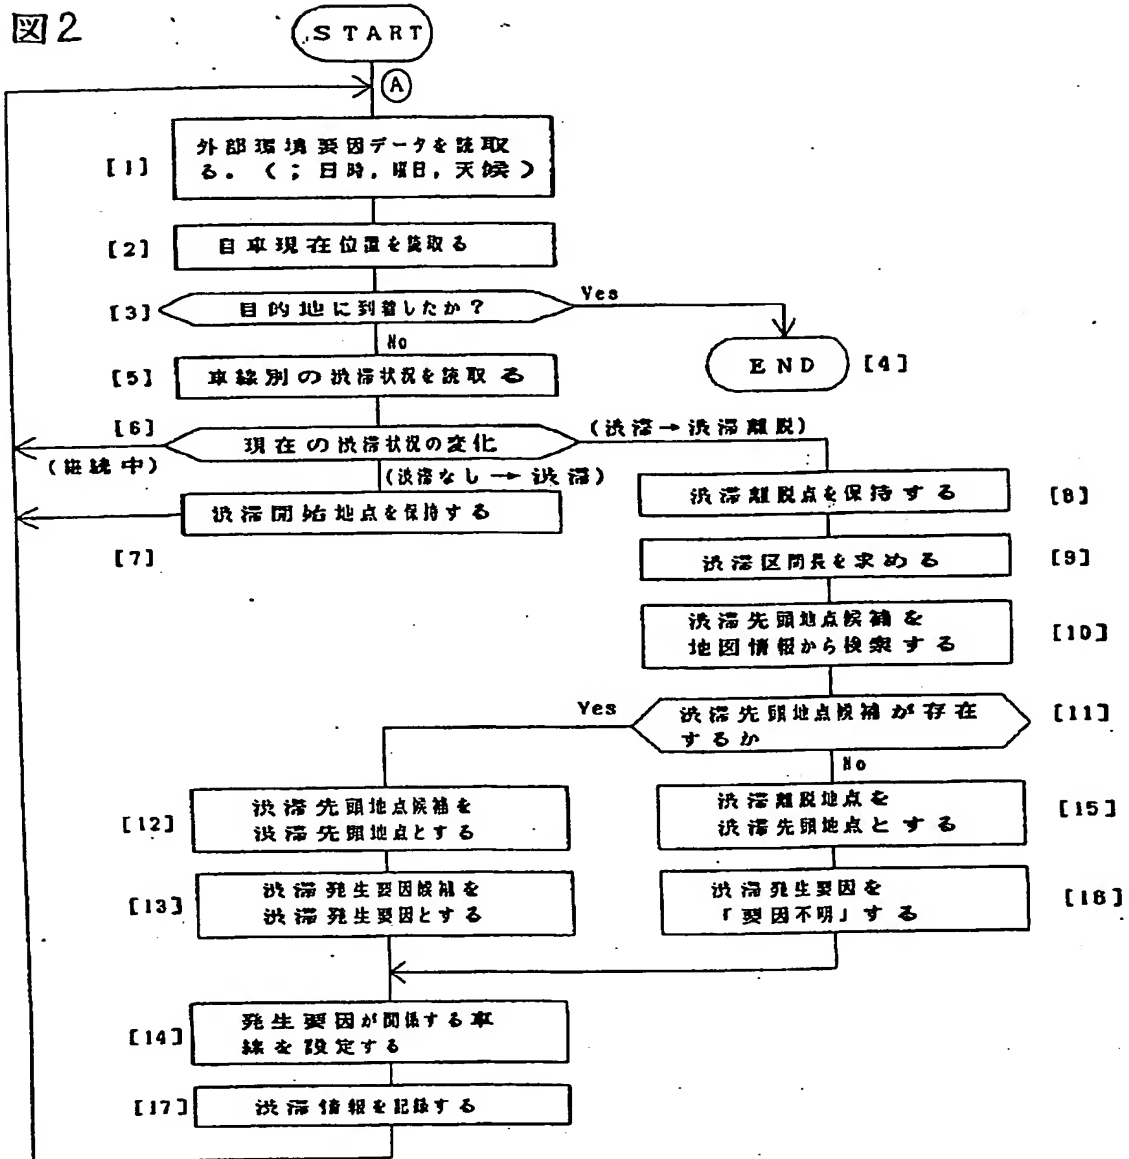 図2
START
A
[1]
外部環境要因データを読取
る.(;日時,曜日,天候)
[2]
自車現在位置を読取る
[3]
目的地に到着したか?
Yes
No
END
[4]
[5]
車線別の渋滞状況を読取る
[6]
現在の渋滞状況の変化
(継続中)
(渋滞→渋滞離脱)
(渋滞なし→渋滞)
渋滞開始地点を保持する
[7]
渋滞離脱点を保持する
[8]
渋滞区間長を求める
[9]
渋滞先頭地点候補を
地図情報から検索する
[10]
渋滞先頭地点候補が存在
するか
[11]
Yes
No
[12]
渋滞先頭地点候補を
渋滞先頭地点とする
渋滞離脱地点を
渋滞先頭地点とする
[15]
[13]
渋滞発生要因候補を
渋滞発生要因とする
渋滞発生要因を
「要因不明」する
[16]
[14]
発生要因が関係する車
線を設定する
[17]
渋滞情報を記録する